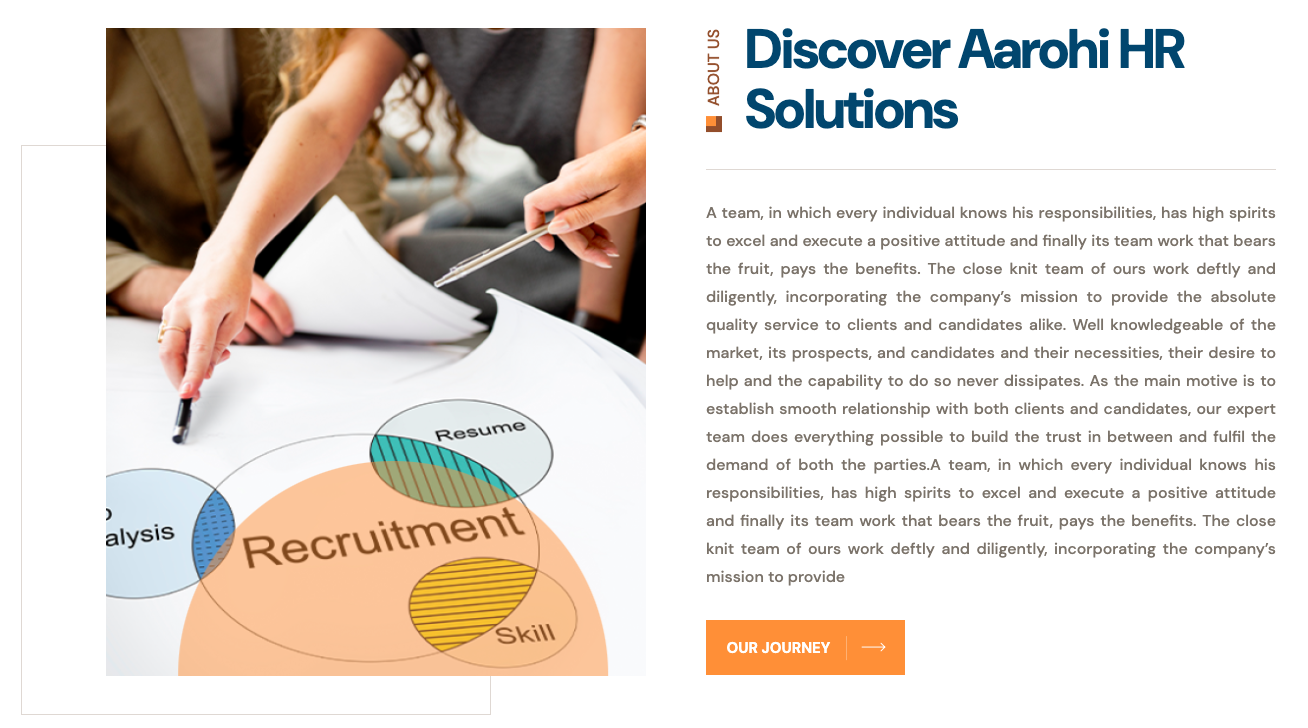 ABOUT US
Discover Aarohi HR
Solutions
A team, in which every individual knows his responsibilities, has high spirits
to excel and execute a positive attitude and finally its team work that bears
the fruit, pays the benefits. The close knit team of ours work deftly and
diligently, incorporating the company’s mission to provide the absolute
quality service to clients and candidates alike. Well knowledgeable of the
market, its prospects, and candidates and their necessities, their desire to
help and the capability to do so never dissipates. As the main motive is to
establish smooth relationship with both clients and candidates, our expert
team does everything possible to build the trust in between and fulfil the
demand of both the parties.A team, in which every individual knows his
responsibilities, has high spirits to excel and execute a positive attitude
and finally its team work that bears the fruit, pays the benefits. The close
knit team of ours work deftly and diligently, incorporating the company’s
mission to provide
OUR JOURNEY
Resume
alysis
Recruitment
Skill